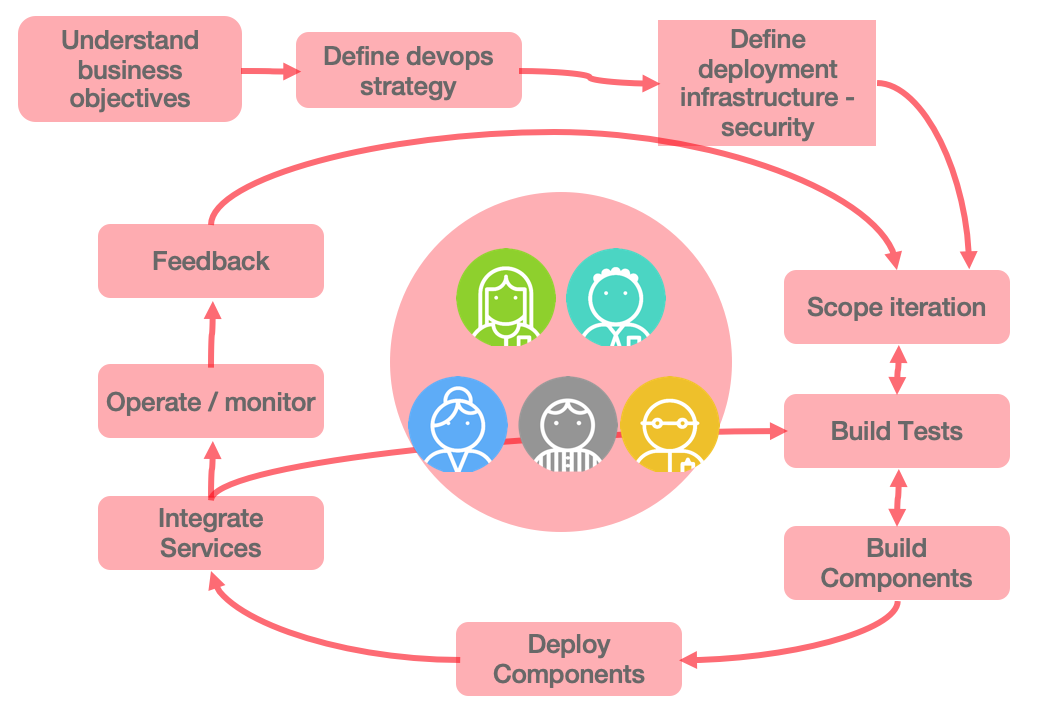 Understand
business
objectives
Define devops
strategy
Define
deployment
infrastructure -
security
Feedback
Scope iteration
Operate / monitor
Build Tests
Integrate
Services
Build
Components
Deploy
Components